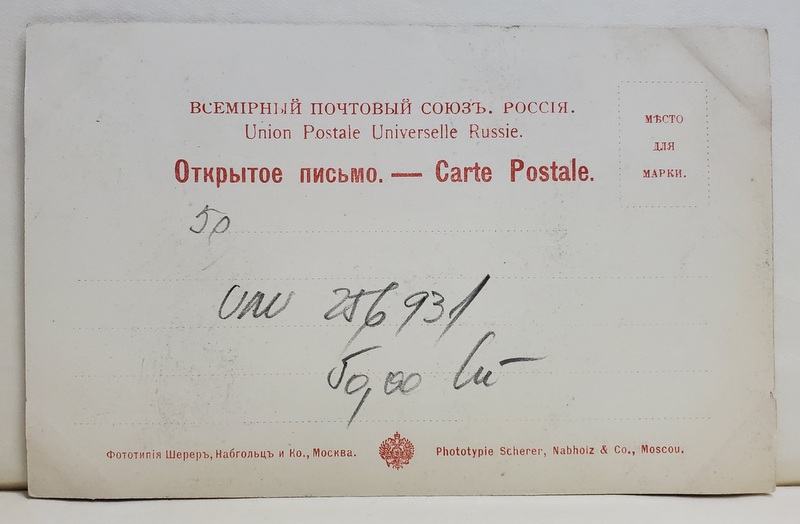 ВСЕМІРНЫЙ ПОЧТОВЫЙ СОЮЗЪ. РОССІЯ.
Union Postale Universelle Russie.
Открытое письмо. — Carte Postale.
МѢСТО
ДЛЯ
МАРКИ.
50
256931
50,00
Фототипія Шереръ, Набгольцъ и Ко., Москва.
Phototypie Scherer, Nabholz & Co., Moscou.